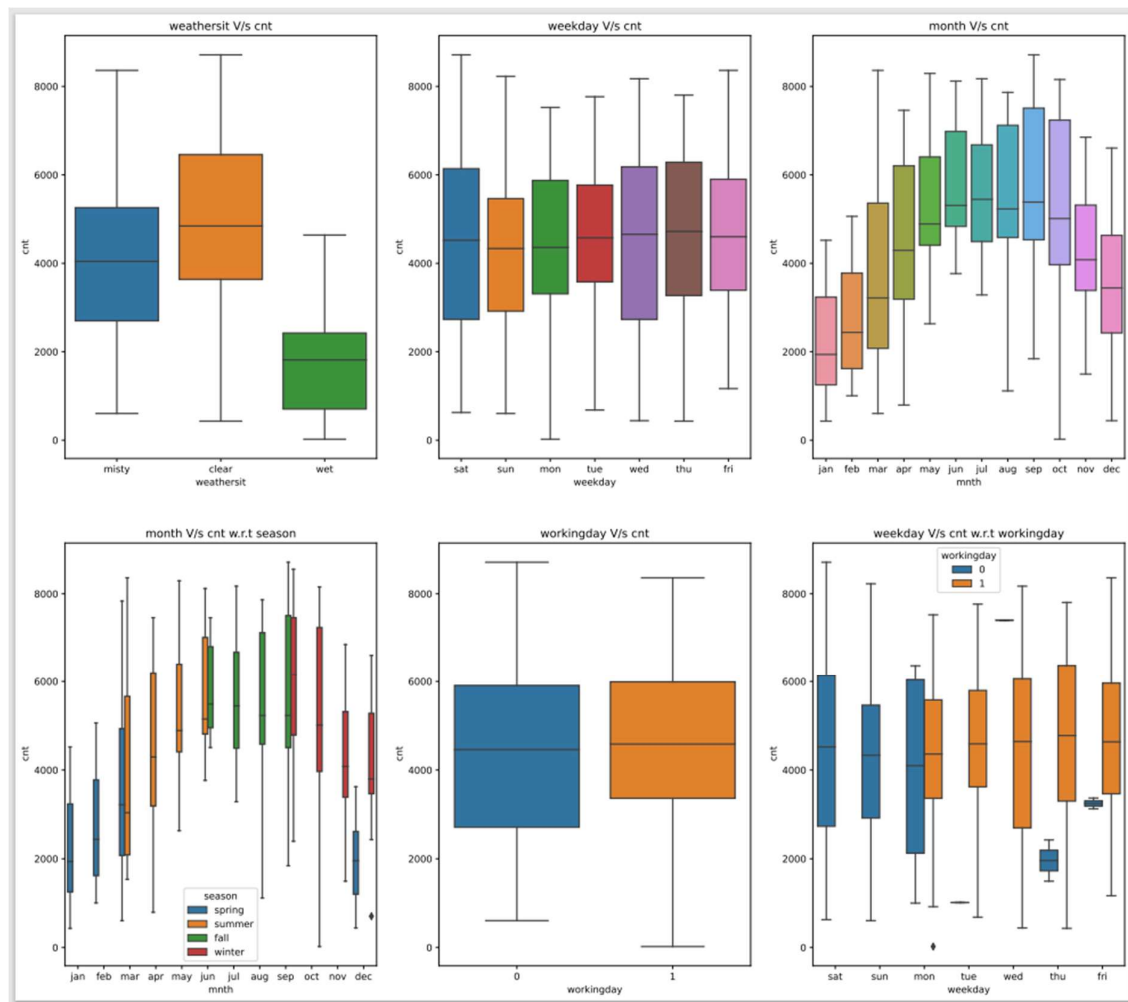 weathersit V/s cnt
8000
6000
4000
2000
0
cnt
misty clear wet
weathersit
weekday V/s cnt
8000
6000
4000
2000
0
cnt
sat sun mon tue wed thu fri
weekday
month V/s cnt
8000
6000
4000
2000
0
cnt
jan feb mar apr may jun jul aug sep oct nov dec
mnth
month V/s cnt w.r.t season
8000
6000
4000
2000
0
cnt
season
spring
summer
fall
winter
jan feb mar apr may jun jul aug sep oct nov dec
mnth
workingday V/s cnt
8000
6000
4000
2000
0
cnt
0 1
workingday
weekday V/s cnt w.r.t workingday
workingday
0
1
8000
6000
4000
2000
0
cnt
sat sun mon tue wed thu fri
weekday